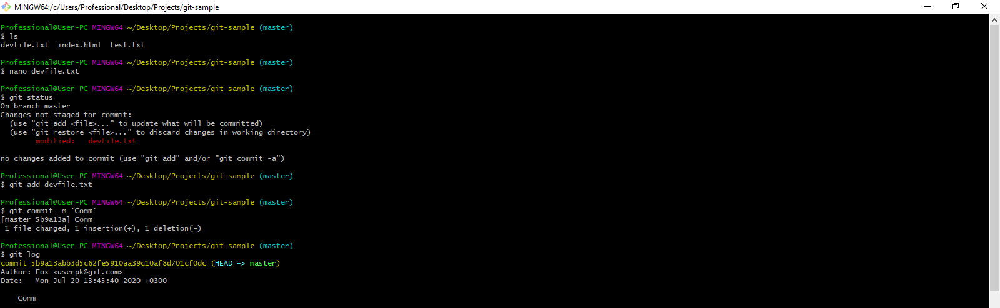 MINGW64:/c/Users/Professional/Desktop/Projects/git-sample
Professional@User-PC MINGW64 ~/Desktop/Projects/git-sample (master)
$ ls
devfile.txt  index.html  test.txt
Professional@User-PC MINGW64 ~/Desktop/Projects/git-sample (master)
$ nano devfile.txt
Professional@User-PC MINGW64 ~/Desktop/Projects/git-sample (master)
$ git status
On branch master
Changes not staged for commit:
  (use "git add <file>..." to update what will be committed)
  (use "git restore <file>..." to discard changes in working directory)
        modified:   devfile.txt
no changes added to commit (use "git add" and/or "git commit -a")
Professional@User-PC MINGW64 ~/Desktop/Projects/git-sample (master)
$ git add devfile.txt
Professional@User-PC MINGW64 ~/Desktop/Projects/git-sample (master)
$ git commit -m 'Comm'
[master 5b9a13a] Comm
 1 file changed, 1 insertion(+), 1 deletion(-)
Professional@User-PC MINGW64 ~/Desktop/Projects/git-sample (master)
$ git log
commit 5b9a13abb3d5c62fe5910aa39c10af8d701cf0dc (HEAD -> master)
Author: Fox <userpk@git.com>
Date:   Mon Jul 20 13:45:40 2020 +0300
    Comm